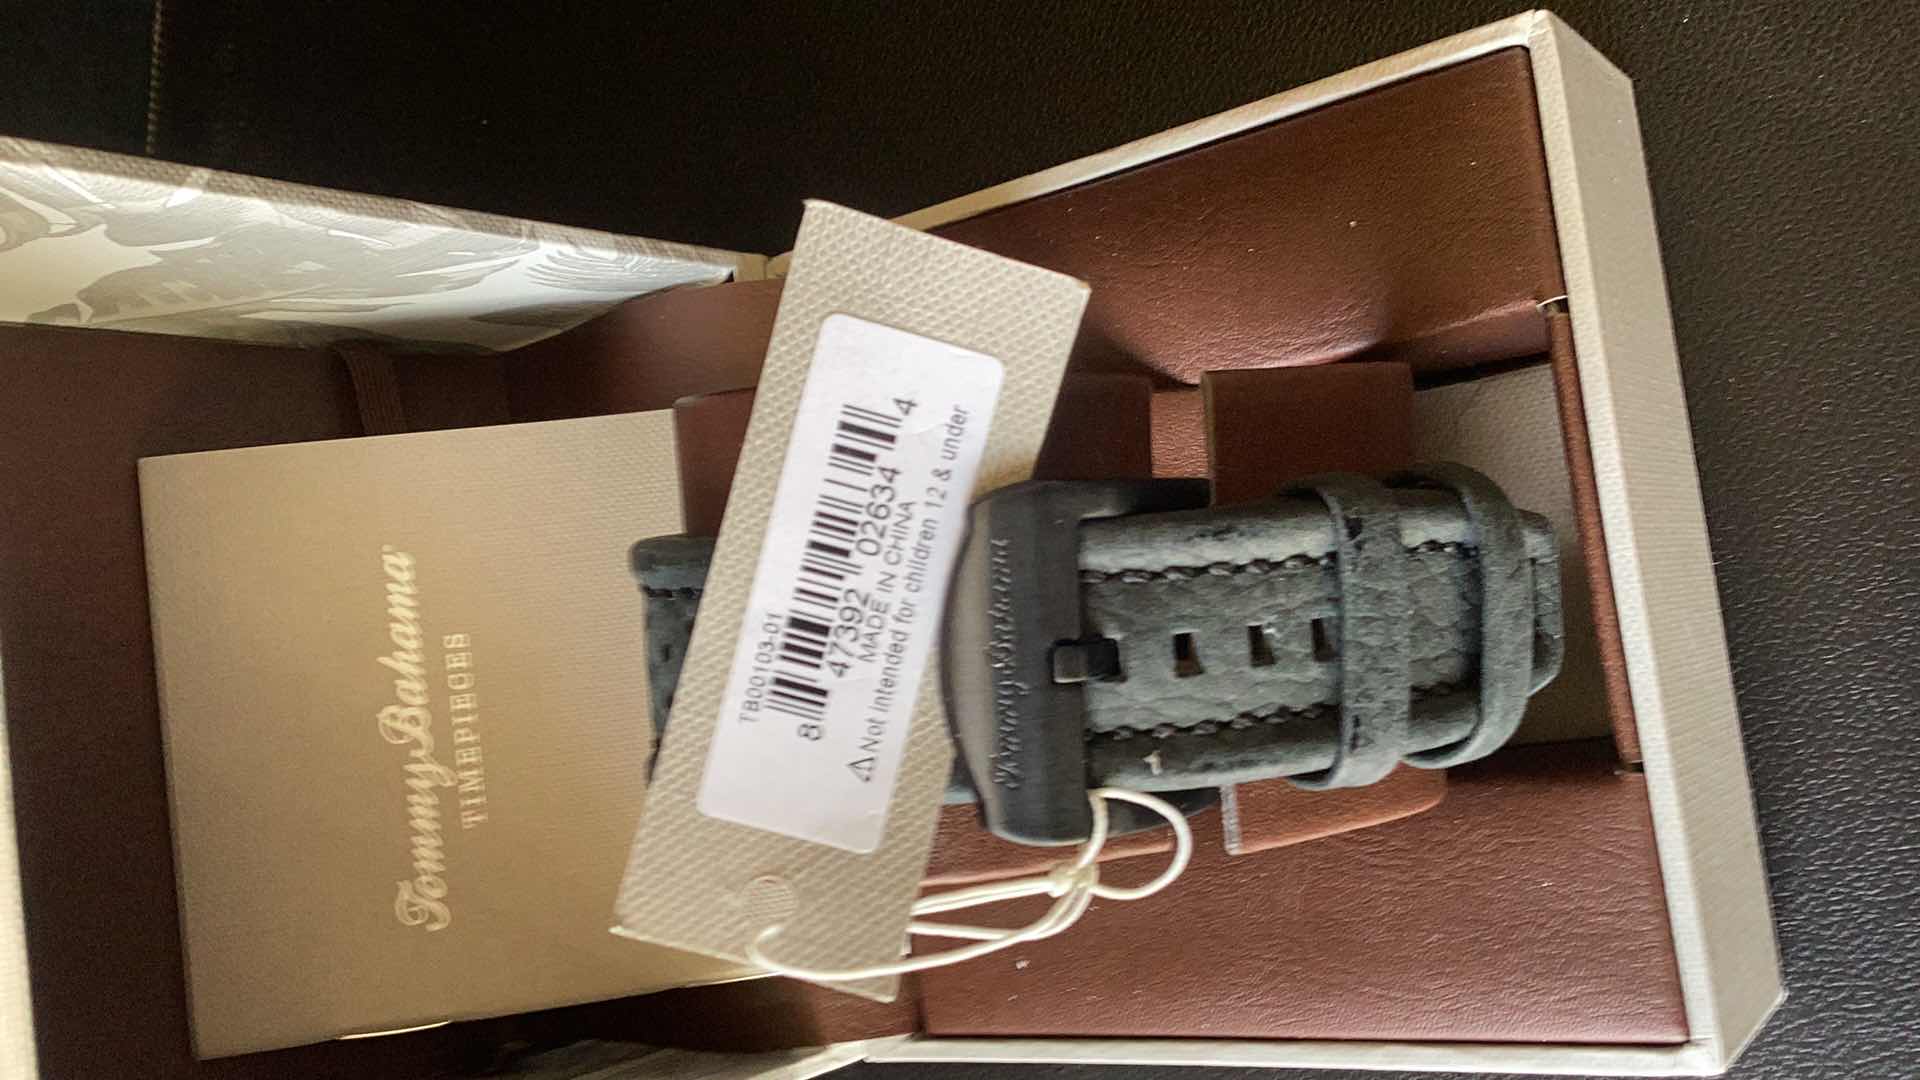 Tommy Bahama
TIMEPIECES
TB00103-01
8 47392 02634 4
MADE IN CHINA
⚠Not intended for children 12 & under
Tommy Bahama